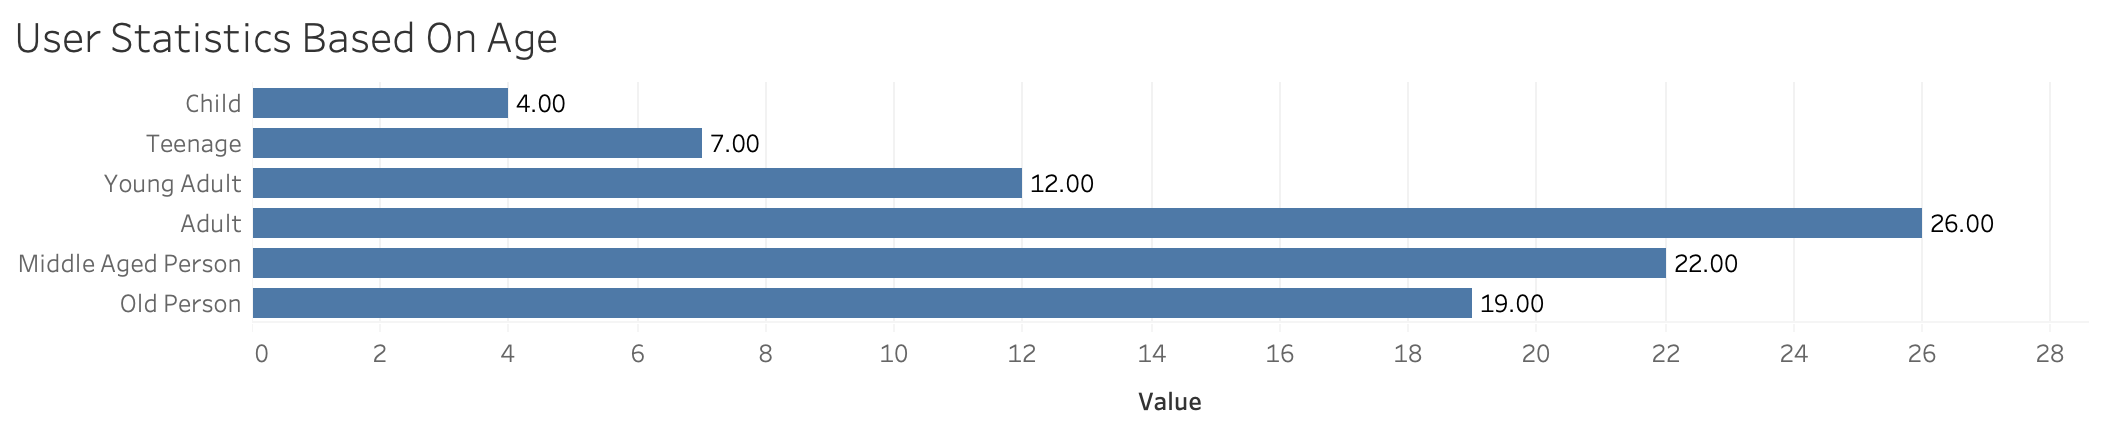 User Statistics Based On Age
Child 4.00
Teenage 7.00
Young Adult 12.00
Adult 26.00
Middle Aged Person 22.00
Old Person 19.00
0 2 4 6 8 10 12 14 16 18 20 22 24 26 28
Value